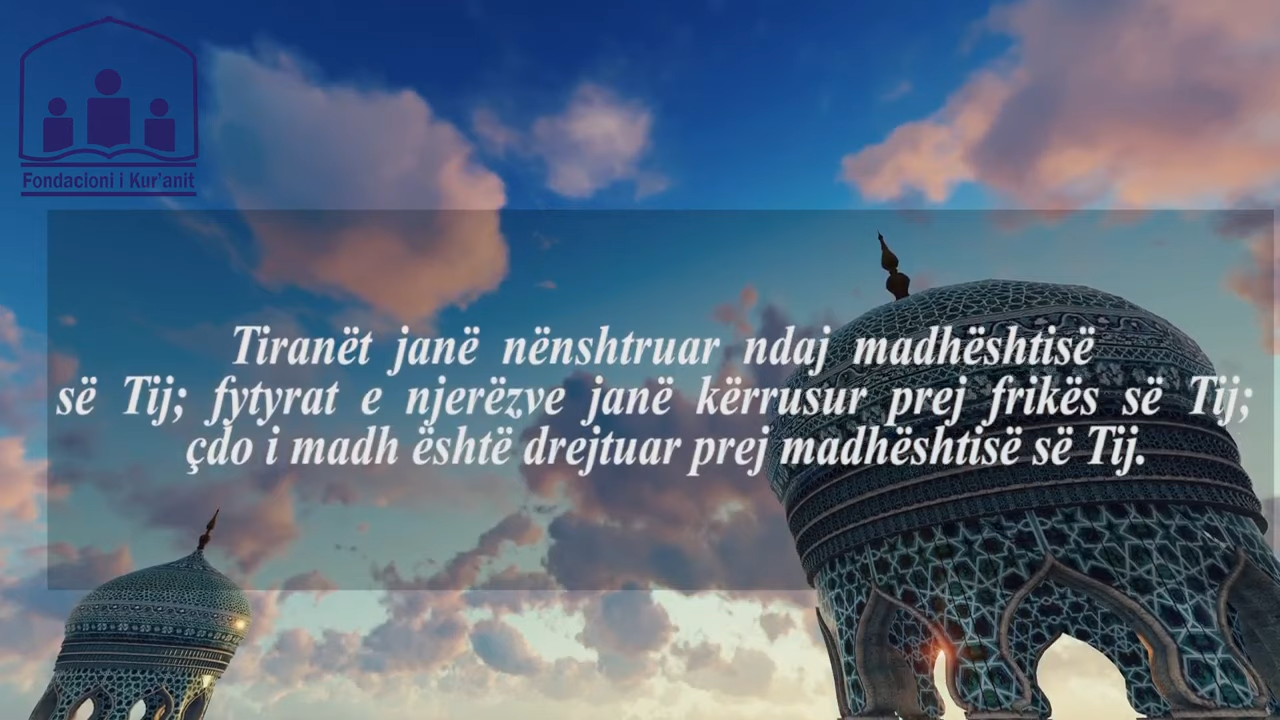 Fondacioni i Kur'anit
Tiranët janë nënshtruar ndaj madhështisë
së Tij; fytyrat e njerëzve janë kërrusur prej frikës së Tij;
çdo i madh është drejtuar prej madhështisë së Tij.